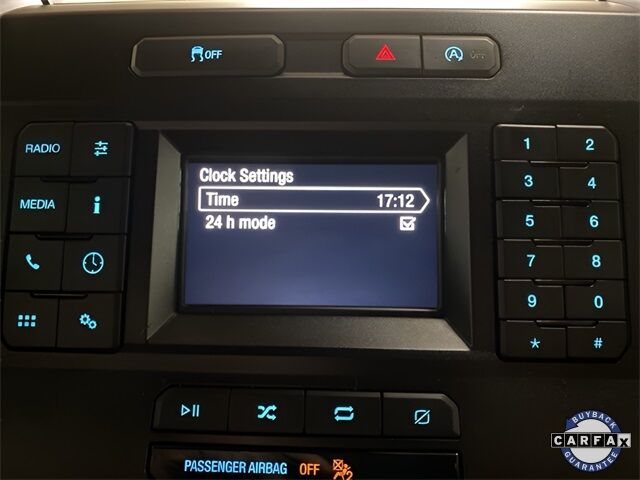 OFF
A OFF
RADIO
MEDIA
i
Clock Settings
Time 17:12
24 h mode
1 2
3 4
5 6
7 8
9 0
* #
PASSENGER AIRBAG OFF
2
BUYBACK
CARFAX
GUARANTEE